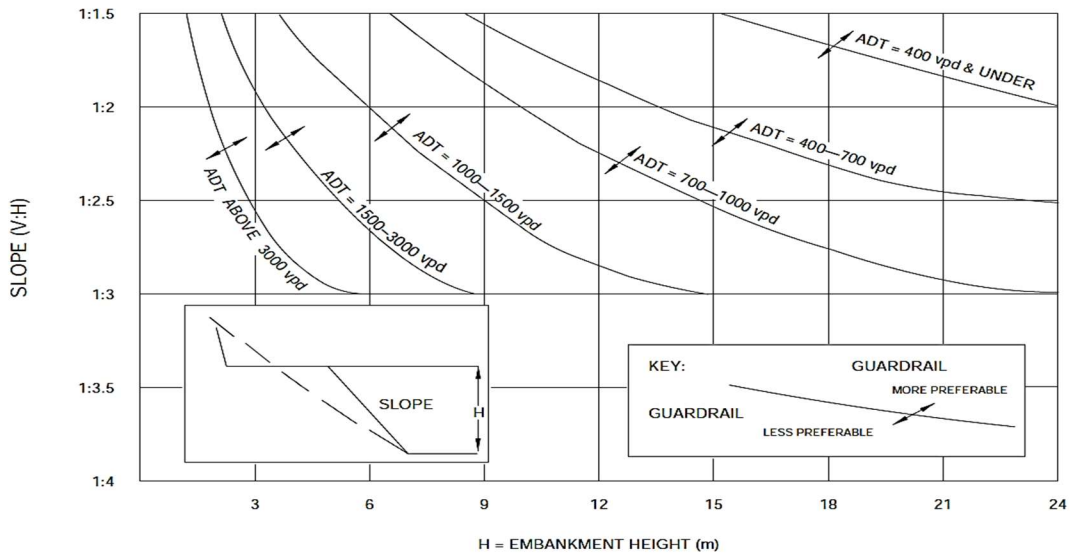 1:1.5
1:2
1:2.5
1:3
1:3.5
1:4
SLOPE (V:H)
ADT ABOVE 3000 vpd
ADT = 1500–3000 vpd
ADT = 1000–1500 vpd
ADT = 700–1000 vpd
ADT = 400–700 vpd
ADT = 400 vpd & UNDER
SLOPE
H
KEY:
GUARDRAIL
MORE PREFERABLE
GUARDRAIL
LESS PREFERABLE
3 6 9 12 15 18 21 24
H = EMBANKMENT HEIGHT (m)